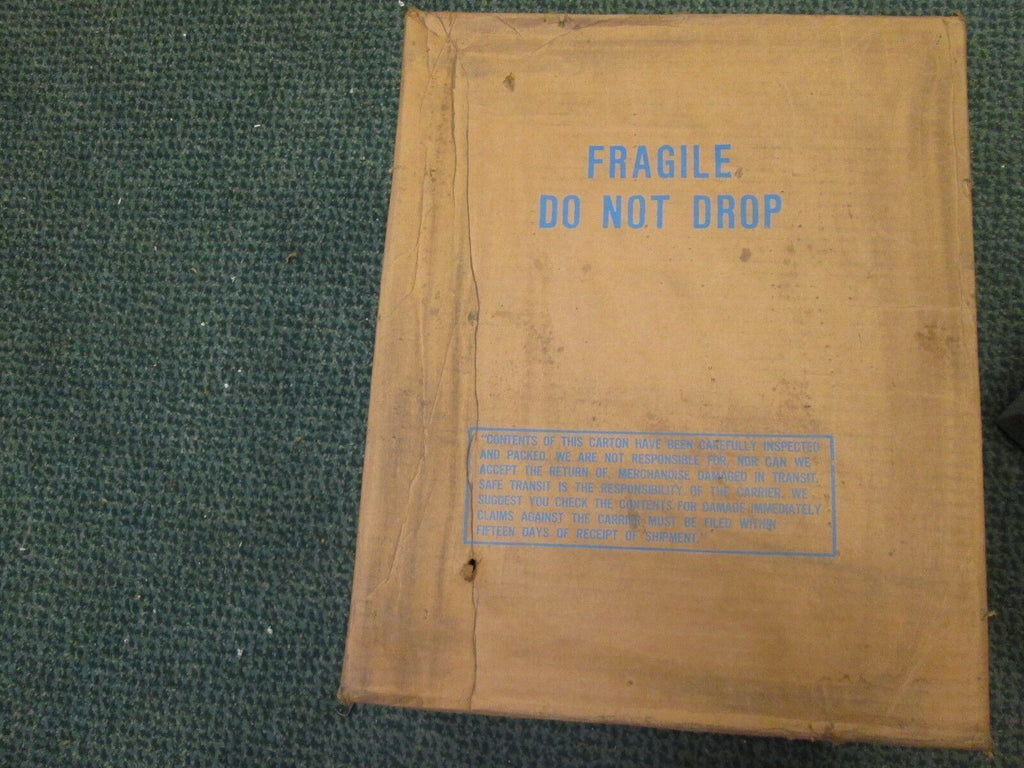 FRAGILE
DO NOT DROP
"CONTENTS OF THIS CARTON HAVE BEEN CAREFULLY INSPECTED
AND PACKED. WE ARE NOT RESPONSIBLE FOR, NOR CAN WE
ACCEPT THE RETURN OF, MERCHANDISE DAMAGED IN TRANSIT.
SAFE TRANSIT IS THE RESPONSIBILITY OF THE CARRIER. WE
SUGGEST YOU CHECK THE CONTENTS FOR DAMAGE IMMEDIATELY
CLAIMS AGAINST THE CARRIER MUST BE FILED WITHIN
FIFTEEN DAYS OF RECEIPT OF SHIPMENT."